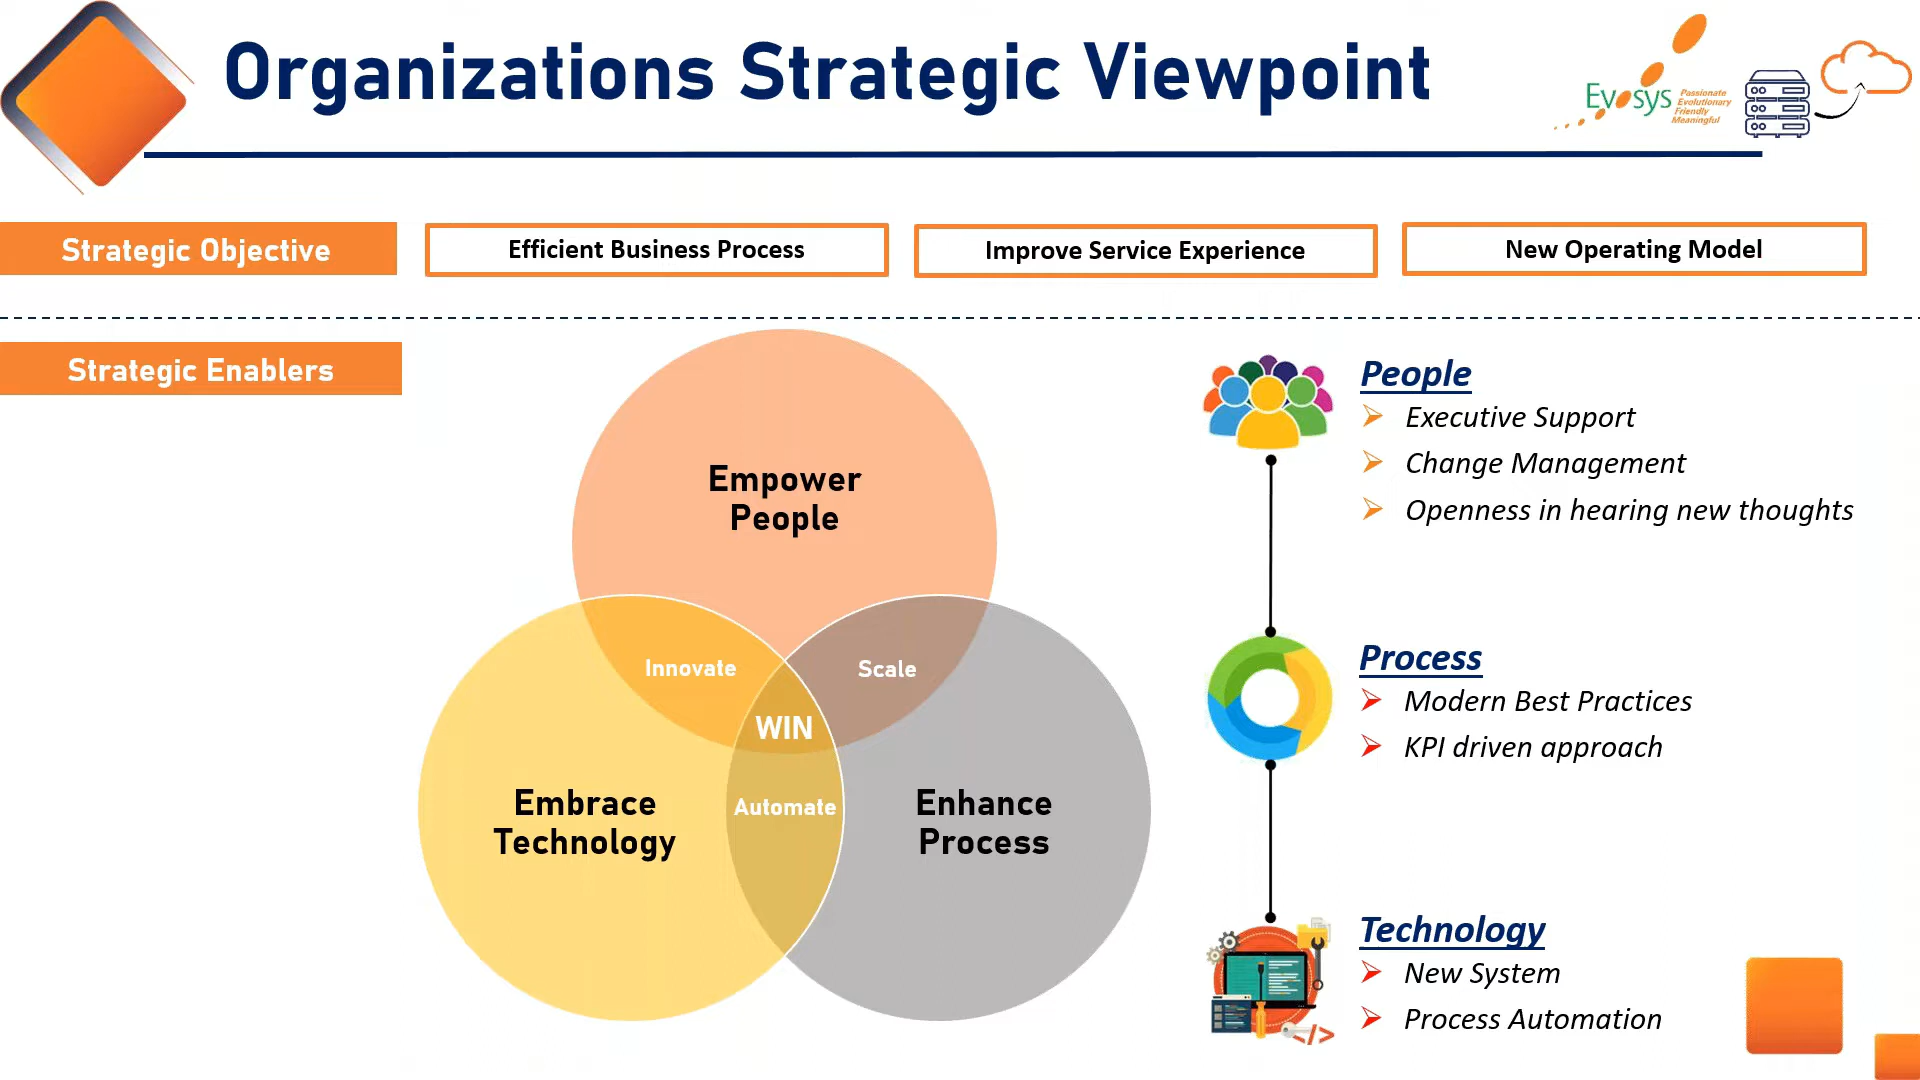 Organizations Strategic Viewpoint
Evosys
Passionate
Evolutionary
Friendly
Meaningful
Strategic Objective
Efficient Business Process
Improve Service Experience
New Operating Model
Strategic Enablers
Empower
People
Innovate
Scale
WIN
Embrace
Technology
Automate
Enhance
Process
People
Executive Support
Change Management
Openness in hearing new thoughts
Process
Modern Best Practices
KPI driven approach
Technology
New System
Process Automation